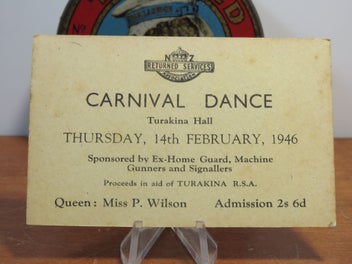 N Z
RETURNED SERVICES
Association
CARNIVAL DANCE
Turakina Hall
THURSDAY, 14th FEBRUARY, 1946
Sponsored by Ex-Home Guard, Machine
Gunners and Signallers
Proceeds in aid of TURAKINA R.S.A.
Queen: Miss P. Wilson Admission 2s 6d